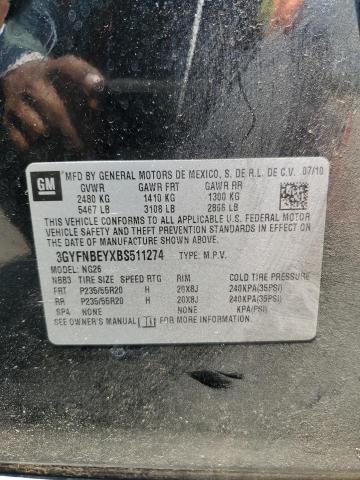 GM
MFD BY GENERAL MOTORS DE MEXICO, S. DE R.L. DE C.V. 07/10
GVWR GAWR FRT GAWR RR
2480 KG 1410 KG 1300 KG
5467 LB 3108 LB 2866 LB
THIS VEHICLE CONFORMS TO ALL APPLICABLE U.S. FEDERAL MOTOR
VEHICLE SAFETY AND THEFT PREVENTION STANDARDS IN EFFECT ON
THE DATE OF MANUFACTURE SHOWN ABOVE.
3GYFNBEYXBS511274 TYPE: M.P.V.
MODEL: NG26
NBB3 TIRE SIZE SPEED RTG RIM COLD TIRE PRESSURE
FRT P235/55R20 H 20X8J 240KPA(35PSI)
RR P235/55R20 H 20X8J 240KPA(35PSI)
SPA NONE NONE KPA(PSI)
SEE OWNER'S MANUAL FOR ADDITIONAL INFORMATION.